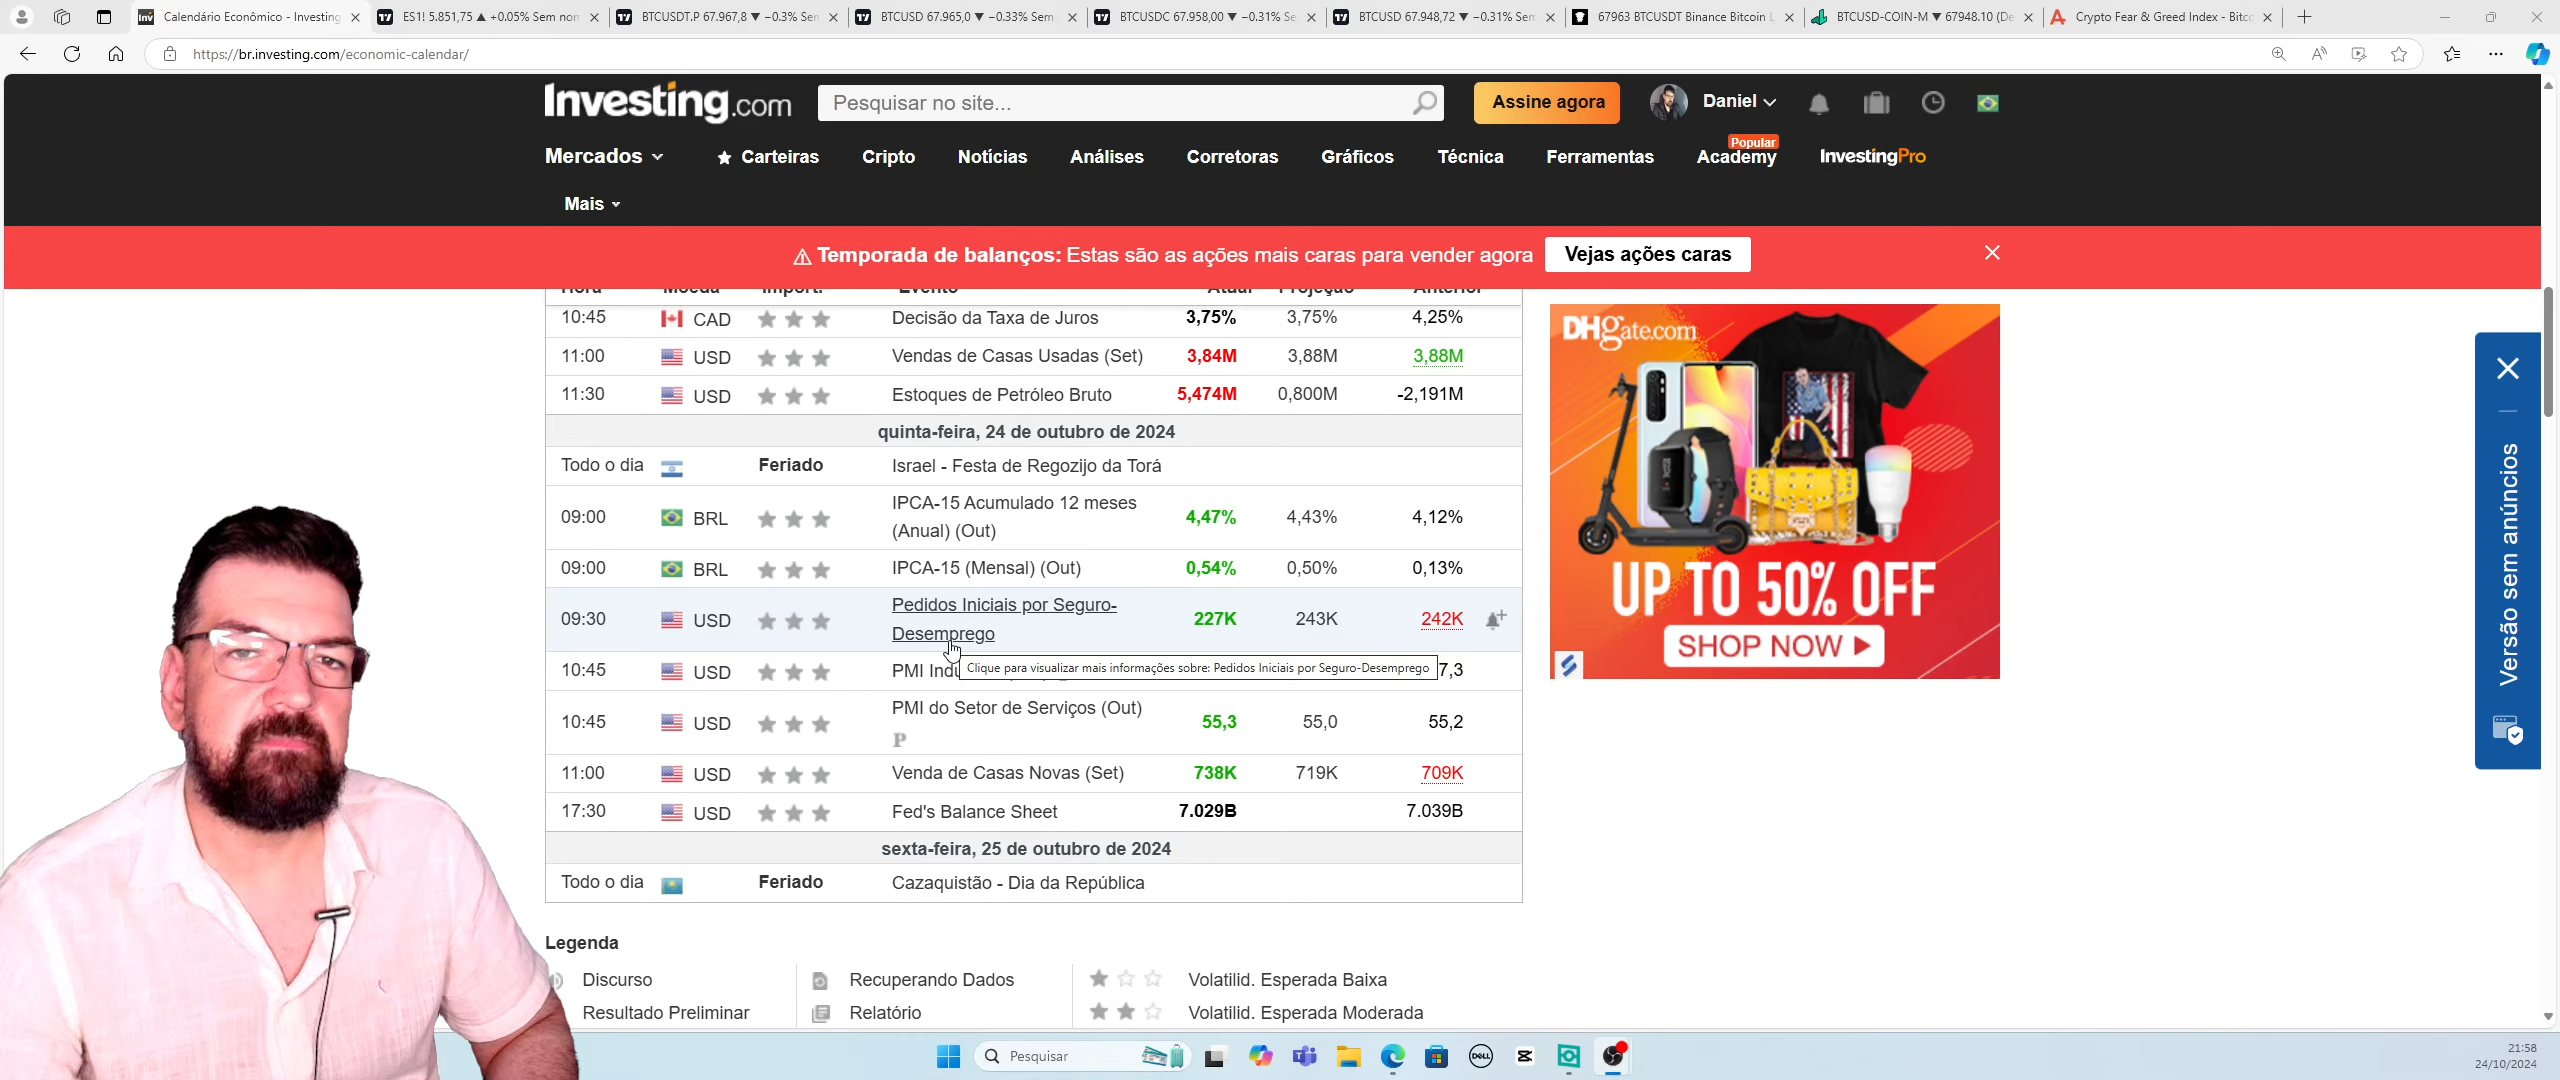 Calendário Econômico - Investing
ES1! 5.851,75 ▲ +0.05% Sem nom
BTCUSDT.P 67.967,8 ▼ −0.3% Sem
BTCUSD 67.965,0 ▼ −0.33% Sem
BTCUSDC 67.958,00 ▼ −0.31% Se
BTCUSD 67.948,72 ▼ −0.31% Sem
67963 BTCUSDT Binance Bitcoin L
BTCUSD-COIN-M ▼ 67948.10 (De
Crypto Fear & Greed Index - Bitc
https://br.investing.com/economic-calendar/
Investing.com
Pesquisar no site...
Assine agora
Daniel
Mercados
Carteiras
Cripto
Notícias
Análises
Corretoras
Gráficos
Técnica
Ferramentas
Popular
Academy
InvestingPro
Mais
Temporada de balanços: Estas são as ações mais caras para vender agora
Vejas ações caras
Hora Moeda Import. Evento Atual Projeção Anterior
10:45 CAD Decisão da Taxa de Juros 3,75% 3,75% 4,25%
11:00 USD Vendas de Casas Usadas (Set) 3,84M 3,88M 3,88M
11:30 USD Estoques de Petróleo Bruto 5,474M 0,800M -2,191M
quinta-feira, 24 de outubro de 2024
Todo o dia Feriado Israel - Festa de Regozijo da Torá
IPCA-15 Acumulado 12 meses
09:00 BRL 4,47% 4,43% 4,12%
(Anual) (Out)
09:00 BRL IPCA-15 (Mensal) (Out) 0,54% 0,50% 0,13%
Pedidos Iniciais por Seguro-
09:30 USD 227K 243K 242K
Desemprego
Clique para visualizar mais informações sobre: Pedidos Iniciais por Seguro-Desemprego
10:45 USD PMI Indu 7,3
PMI do Setor de Serviços (Out)
10:45 USD 55,3 55,0 55,2
P
11:00 USD Venda de Casas Novas (Set) 738K 719K 709K
17:30 USD Fed's Balance Sheet 7.029B 7.039B
sexta-feira, 25 de outubro de 2024
Todo o dia Feriado Cazaquistão - Dia da República
Legenda
Discurso
Recuperando Dados
Volatilid. Esperada Baixa
Resultado Preliminar
Relatório
Volatilid. Esperada Moderada
DHgate.com
UP TO 50% OFF
SHOP NOW
Versão sem anúncios
Pesquisar
DELL
21:58
24/10/2024